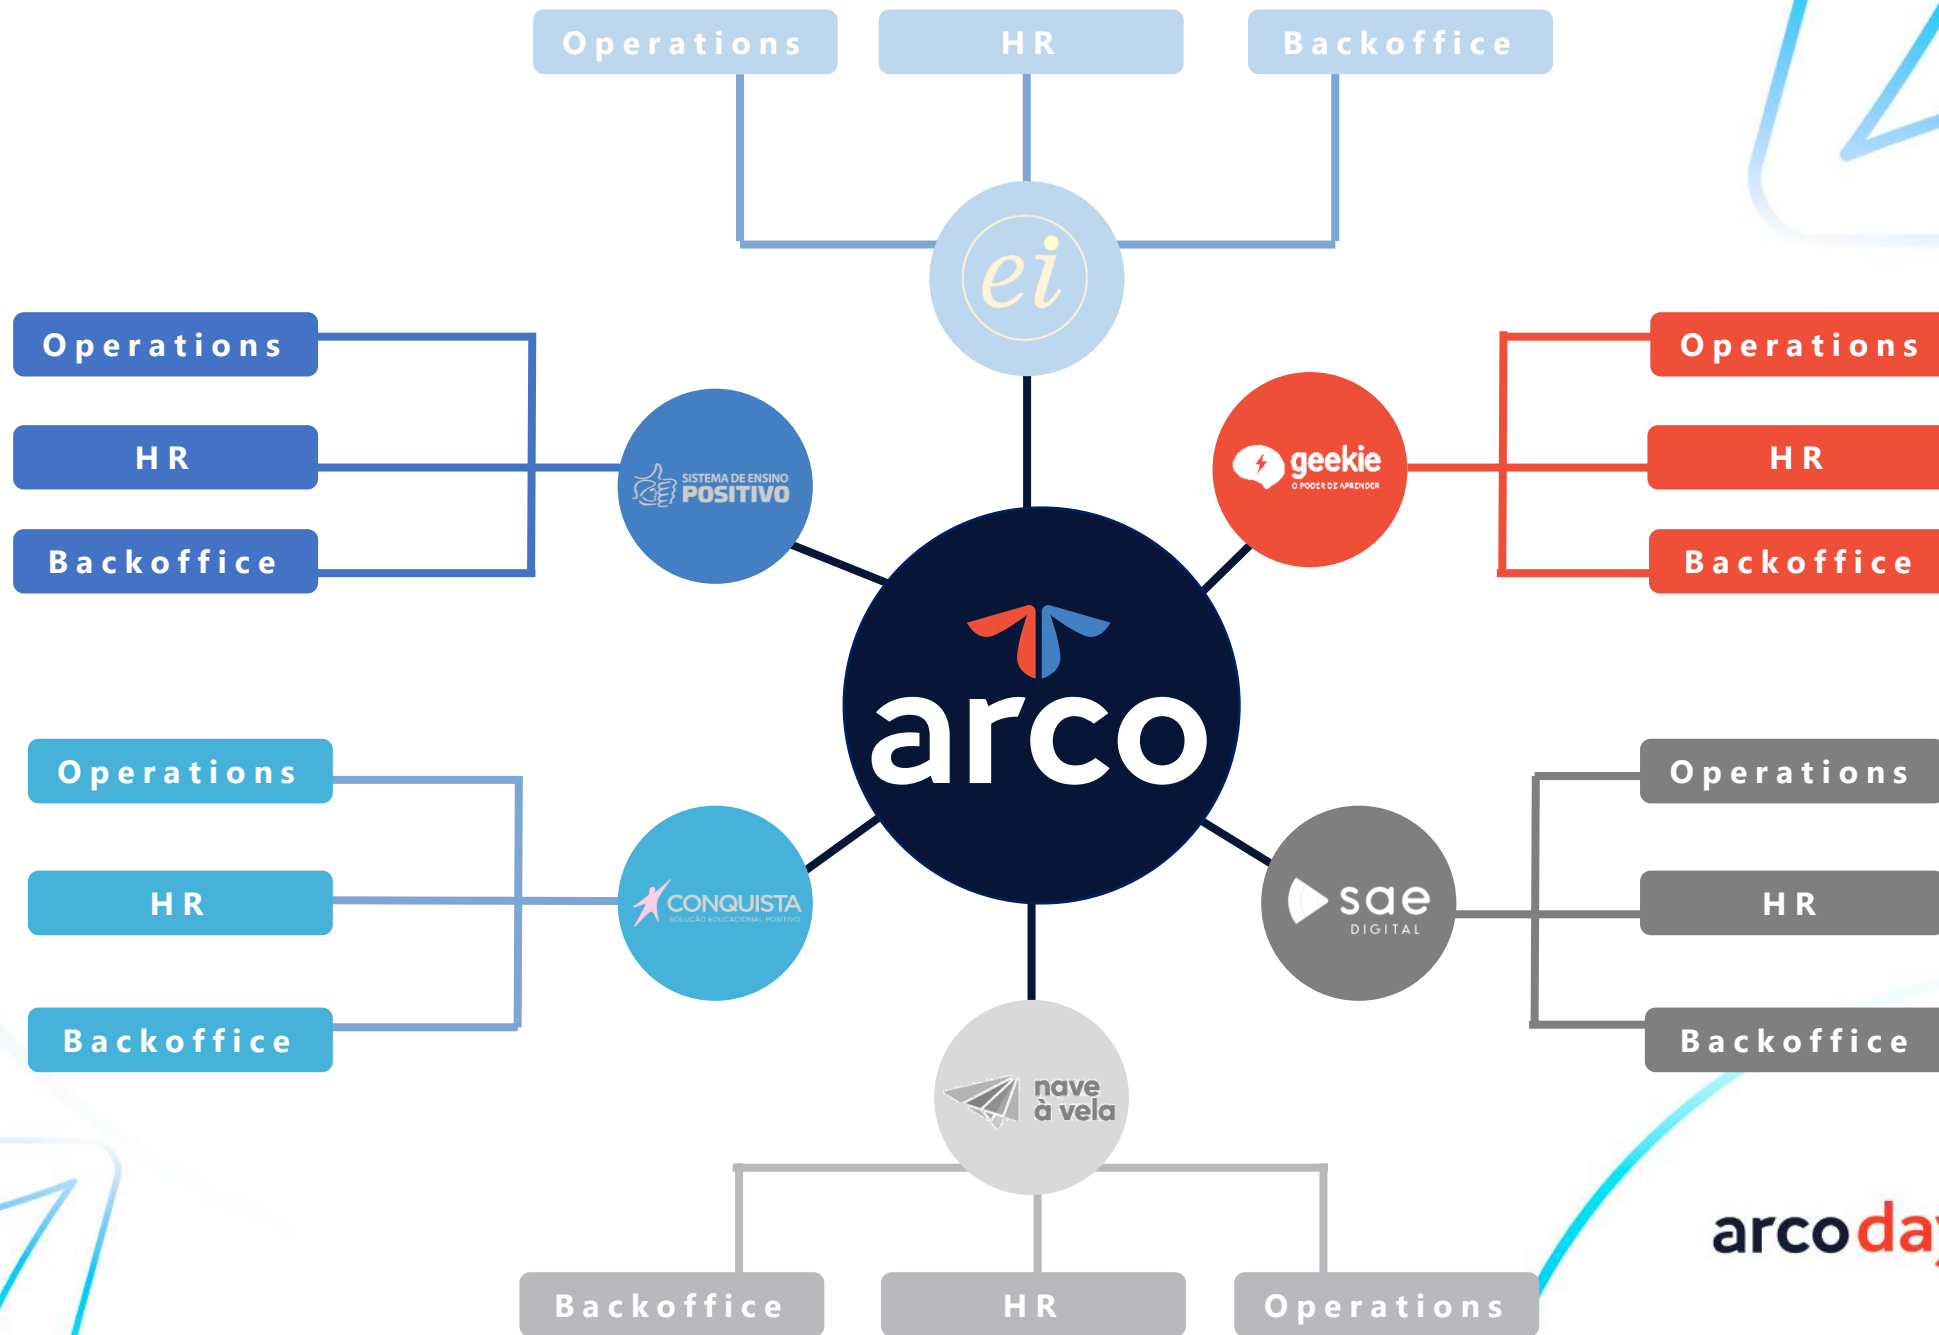 Operations
HR
Backoffice
ei
Operations
HR
Backoffice
SISTEMA DE ENSINO
POSITIVO
geekie
O PODER DE APRENDER
Operations
HR
Backoffice
arco
Operations
HR
Backoffice
CONQUISTA
SOLUÇÃO EDUCACIONAL POSITIVO
sae
DIGITAL
Operations
HR
Backoffice
nave
à vela
Backoffice
HR
Operations
arcoday